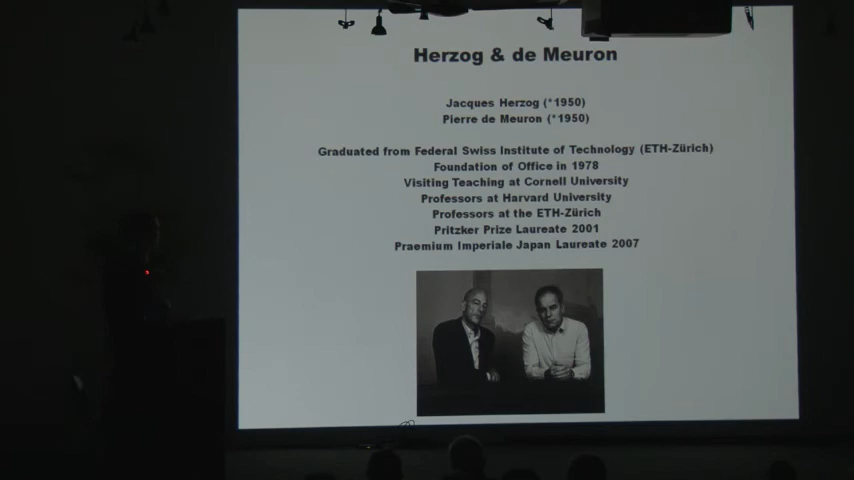 Herzog & de Meuron
Jacques Herzog (*1950)
Pierre de Meuron (*1950)
Graduated from Federal Swiss Institute of Technology (ETH-Zürich)
Foundation of Office in 1978
Visiting Teaching at Cornell University
Professors at Harvard University
Professors at the ETH-Zürich
Pritzker Prize Laureate 2001
Praemium Imperiale Japan Laureate 2007